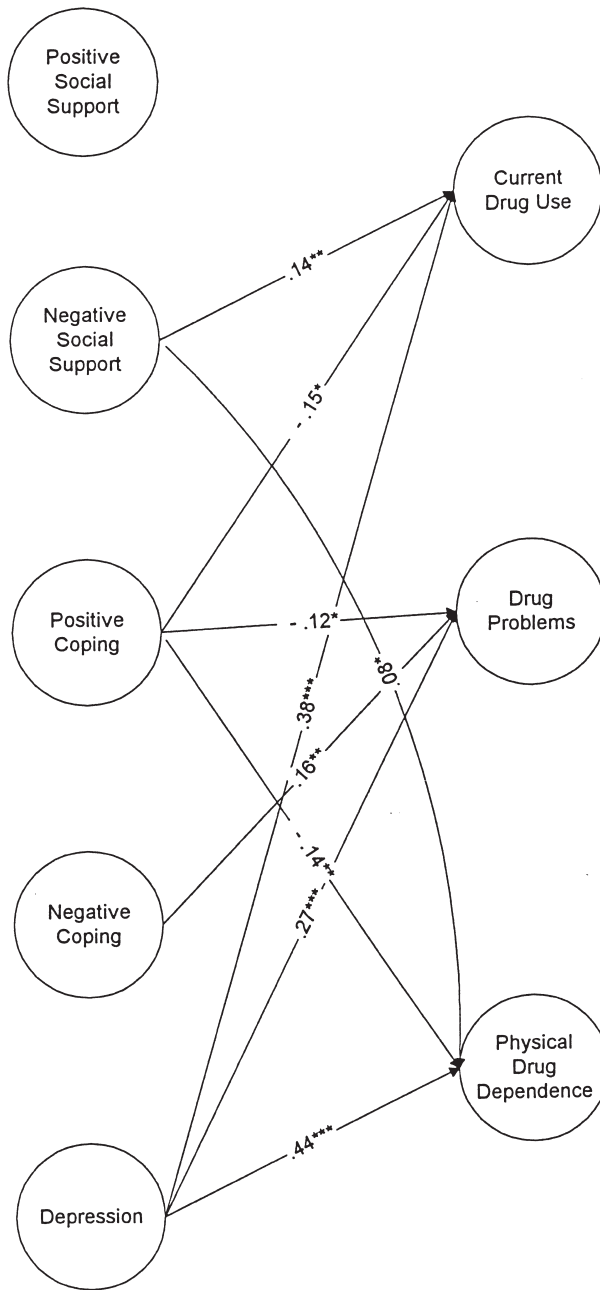 Positive
Social
Support
Current
Drug Use
.14**
Negative
Social
Support
- .15*
Positive
Coping
- .12*
Drug
Problems
.08*
.38***
.16**
- .14**
.27***
Negative
Coping
Physical
Drug
Dependence
.44***
Depression